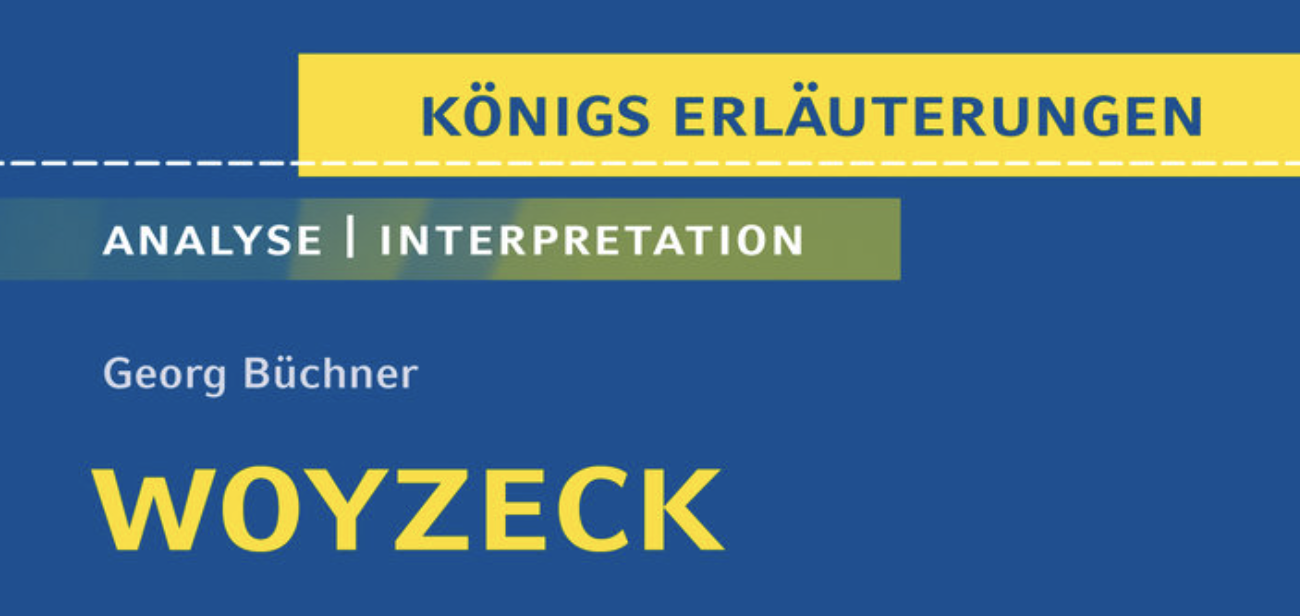 KÖNIGS ERLÄUTERUNGEN
ANALYSE | INTERPRETATION
Georg Büchner
WOYZECK